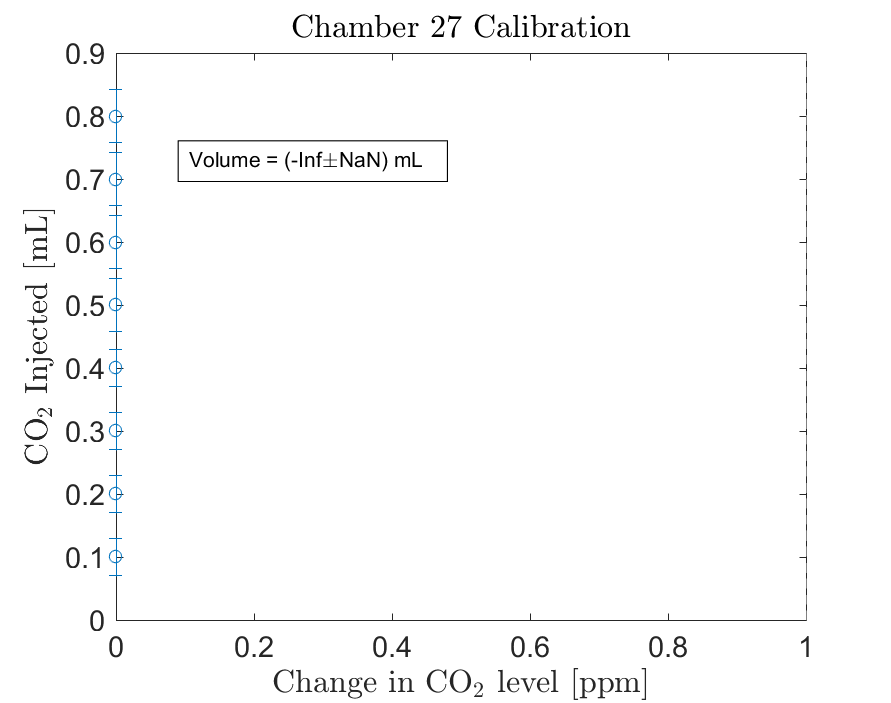 Chamber 27 Calibration
0.9
0.8
0.7
0.6
0.5
0.4
0.3
0.2
0.1
0
CO₂ Injected [mL]
Volume = (-Inf±NaN) mL
0 0.2 0.4 0.6 0.8 1
Change in CO₂ level [ppm]